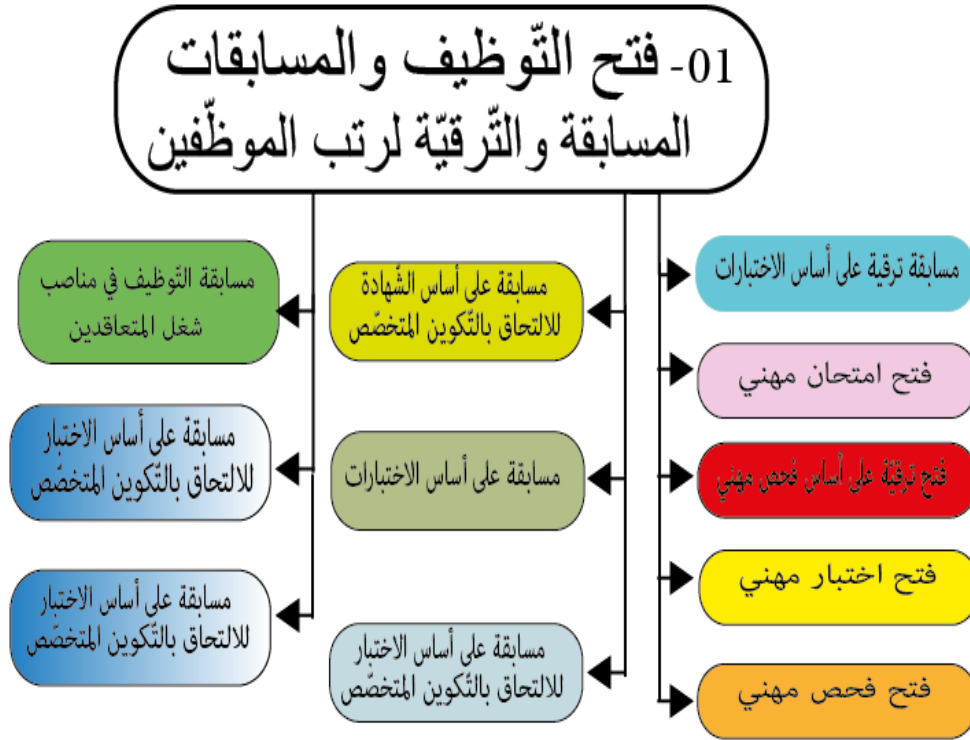 01- فتح التّوظيف والمسابقات
المسابقة والتّرقيّة لرتب الموظّفين
مسابقة ترقية على أساس الاختبارات
فتح امتحان مهني
فتح ترقيّة على أساس فحص مهني
فتح اختبار مهني
فتح فحص مهني
مسابقة على أساس الشّهادة
للالتحاق بالتّكوين المتخصّص
مسابقة على أساس الاختبارات
مسابقة على أساس الاختبار
للالتحاق بالتّكوين المتخصّص
مسابقة التّوظيف في مناصب
شغل المتعاقدين
مسابقة على أساس الاختبار
للالتحاق بالتّكوين المتخصّص
مسابقة على أساس الاختبار
للالتحاق بالتّكوين المتخصّص